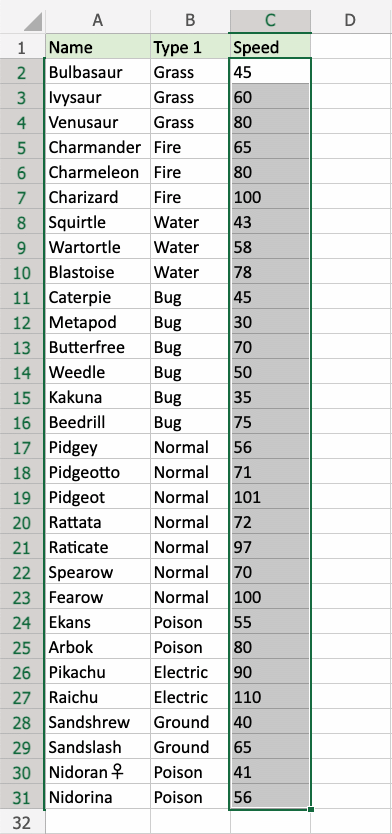 A B C D
1 Name Type 1 Speed
2 Bulbasaur Grass 45
3 Ivysaur Grass 60
4 Venusaur Grass 80
5 Charmander Fire 65
6 Charmeleon Fire 80
7 Charizard Fire 100
8 Squirtle Water 43
9 Wartortle Water 58
10 Blastoise Water 78
11 Caterpie Bug 45
12 Metapod Bug 30
13 Butterfree Bug 70
14 Weedle Bug 50
15 Kakuna Bug 35
16 Beedrill Bug 75
17 Pidgey Normal 56
18 Pidgeotto Normal 71
19 Pidgeot Normal 101
20 Rattata Normal 72
21 Raticate Normal 97
22 Spearow Normal 70
23 Fearow Normal 100
24 Ekans Poison 55
25 Arbok Poison 80
26 Pikachu Electric 90
27 Raichu Electric 110
28 Sandshrew Ground 40
29 Sandslash Ground 65
30 Nidoran♀ Poison 41
31 Nidorina Poison 56
32